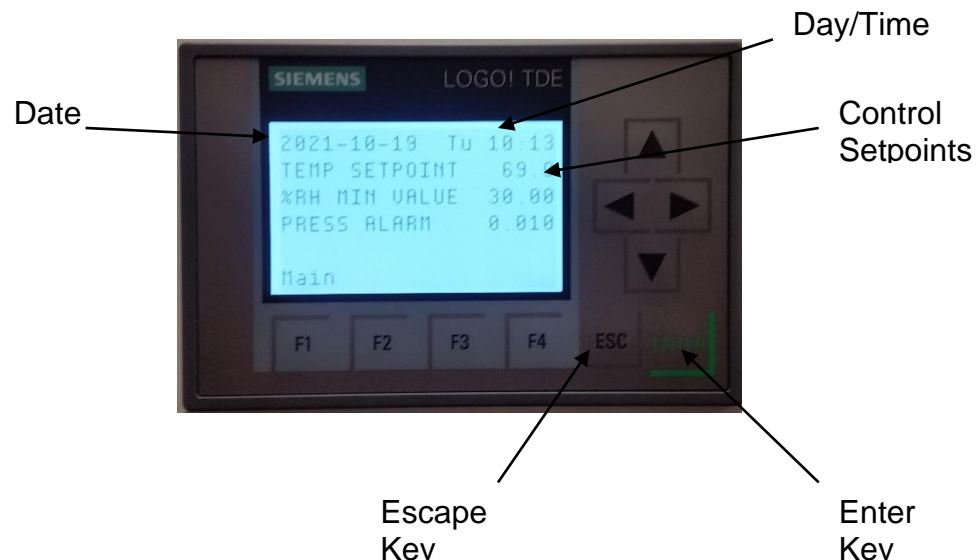 Day/Time
SIEMENS LOGO! TDE
Date
Control
Setpoints
2021-10-19 Tu 10:13
TEMP SETPOINT 69.
%RH MIN VALUE 30.00
PRESS ALARM 0.010
Main
F1 F2 F3 F4 ESC
Escape
Key
Enter
Key